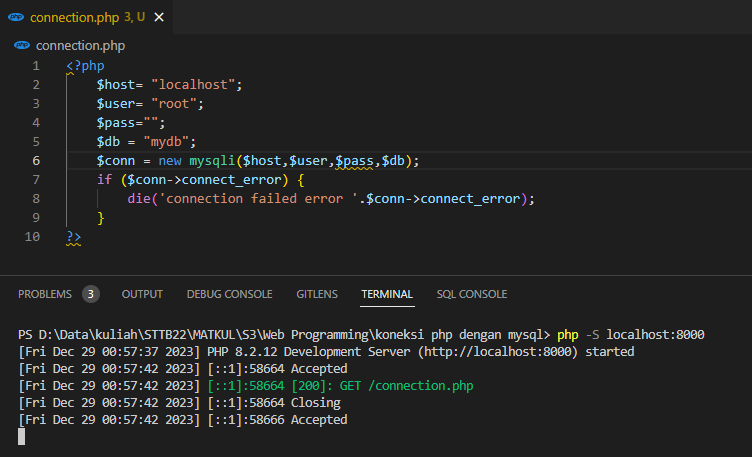 php connection.php 3, U ×
php connection.php
1 <?php
2 $host= "localhost";
3 $user= "root";
4 $pass="";
5 $db = "mydb";
6 $conn = new mysqli($host,$user,$pass,$db);
7 if ($conn->connect_error) {
8 die('connection failed error '.$conn->connect_error);
9 }
10 ?>
PROBLEMS 3 OUTPUT DEBUG CONSOLE GITLENS TERMINAL SQL CONSOLE
PS D:\Data\kuliah\STTB22\MATKUL\S3\Web Programming\koneksi php dengan mysql> php -S localhost:8000
[Fri Dec 29 00:57:37 2023] PHP 8.2.12 Development Server (http://localhost:8000) started
[Fri Dec 29 00:57:42 2023] [::1]:58664 Accepted
[Fri Dec 29 00:57:42 2023] [::1]:58664 [200]: GET /connection.php
[Fri Dec 29 00:57:42 2023] [::1]:58664 Closing
[Fri Dec 29 00:57:42 2023] [::1]:58666 Accepted